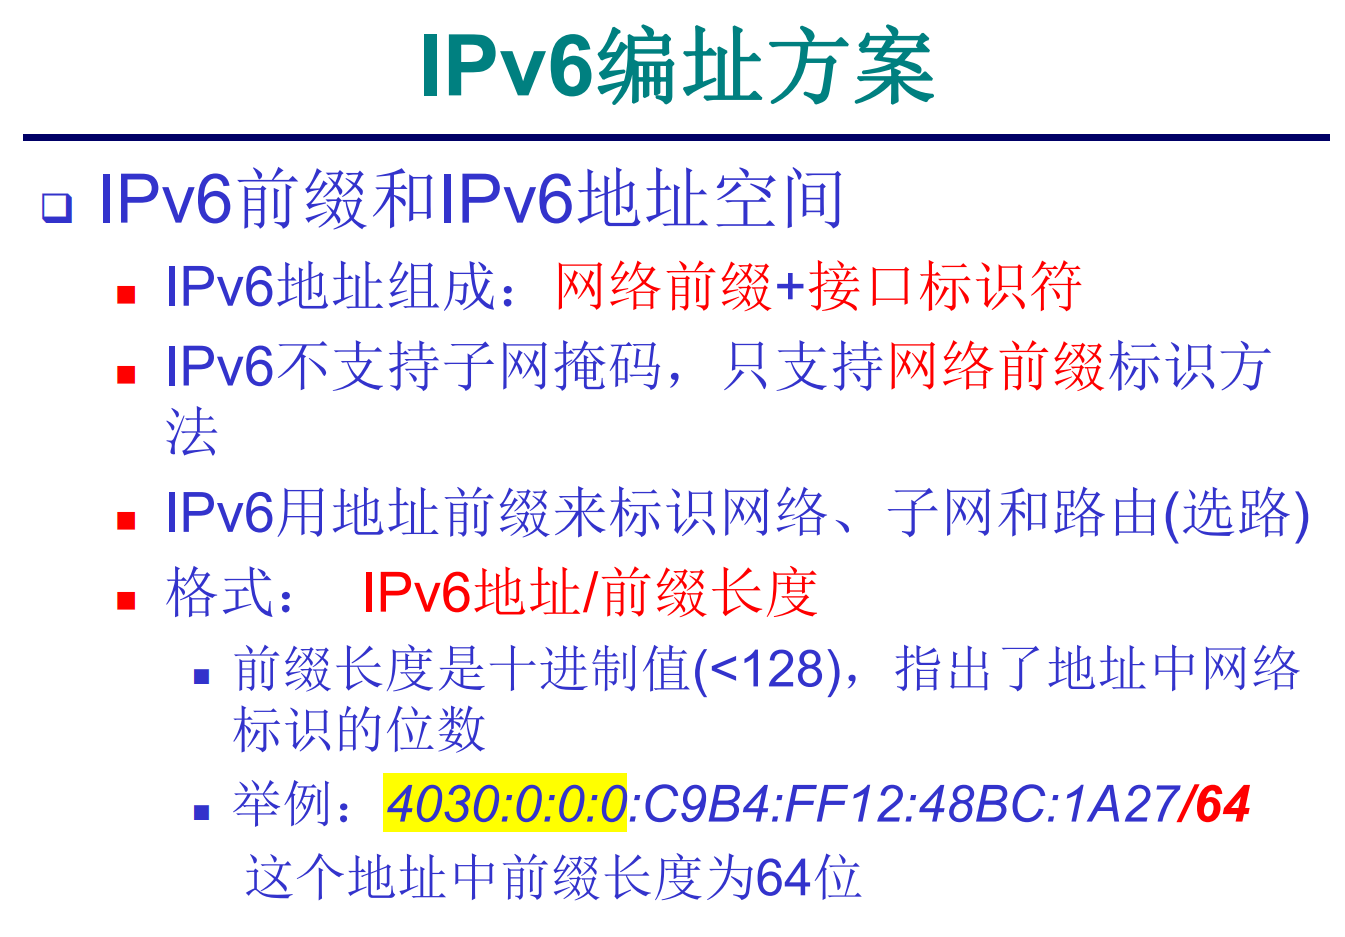 IPv6编址方案
IPv6前缀和IPv6地址空间
IPv6地址组成：网络前缀+接口标识符
IPv6不支持子网掩码，只支持网络前缀标识方
法
IPv6用地址前缀来标识网络、子网和路由(选路)
格式： IPv6地址/前缀长度
前缀长度是十进制值(<128)，指出了地址中网络
标识的位数
举例：4030:0:0:0:C9B4:FF12:48BC:1A27/64
这个地址中前缀长度为64位